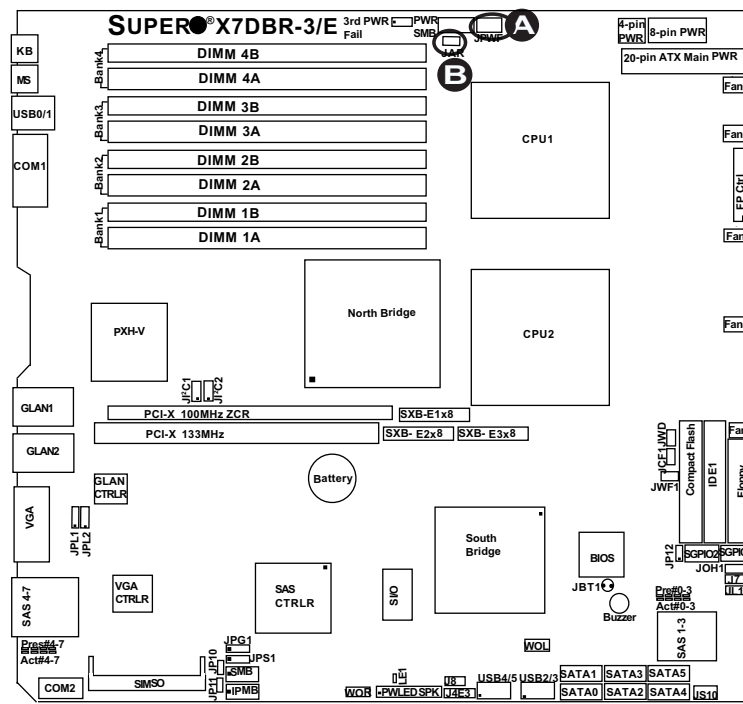 SUPER®X7DBR-3/E
3rd PWR Fail
PWR SMB
JPWF
A
JAR
B
4-pin PWR
8-pin PWR
20-pin ATX Main PWR
KB
MS
USB0/1
COM1
Bank4
DIMM 4B
DIMM 4A
Bank3
DIMM 3B
DIMM 3A
Bank2
DIMM 2B
DIMM 2A
Bank1
DIMM 1B
DIMM 1A
CPU1
Fan
Fan
FP Ctrl
Fan
Fan
PXH-V
North Bridge
CPU2
JI²C1
JI²C2
GLAN1
PCI-X 100MHz ZCR
SXB-E1x8
PCI-X 133MHz
SXB- E2x8
SXB- E3x8
GLAN2
JWD
JCF1
JWF1
Compact Flash
IDE1
Fan
Floppy
GLAN CTRLR
Battery
VGA
JPL1
JPL2
South Bridge
BIOS
JP12
SGPIO2
SGPIO
JOH1
J7
JL1
JBT1
Buzzer
SAS 4-7
VGA CTRLR
SAS CTRLR
SIO
Pre#0-3
Act#0-3
SAS 1-3
Pres#4-7
Act#4-7
JPG1
JPS1
WOL
JP10
SMB
JP11
IPMB
SIMSO
COM2
LE1
WOR
PWLED SPK
J8
J4E3
USB4/5
USB2/3
SATA1
SATA3
SATA5
SATA0
SATA2
SATA4
JS10